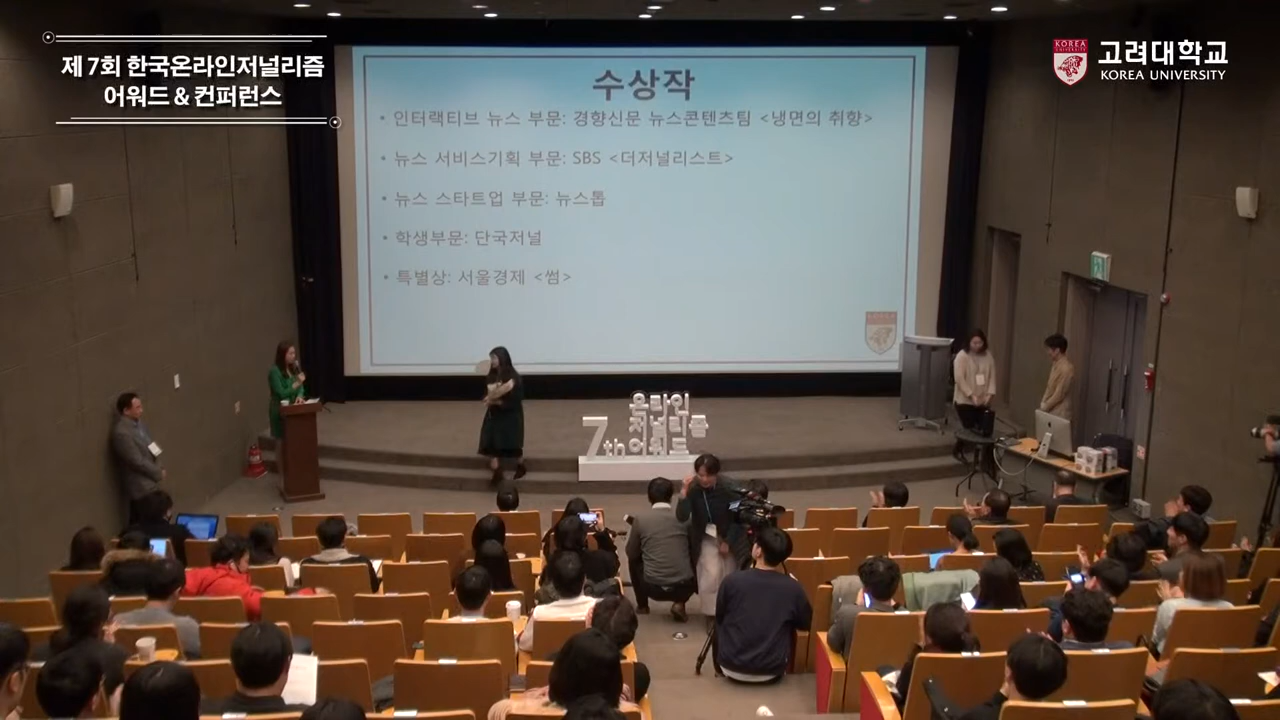 제 7회 한국온라인저널리즘
어워드 & 컨퍼런스
KOREA
고려대학교
KOREA UNIVERSITY
수상작
• 인터랙티브 뉴스 부문: 경향신문 뉴스콘텐츠팀 <냉면의 취향>
• 뉴스 서비스기획 부문: SBS <더저널리스트>
• 뉴스 스타트업 부문: 뉴스톱
• 학생부문: 단국저널
• 특별상: 서울경제 <썸>
KOREA
온라인
저널리즘
7th 어워드